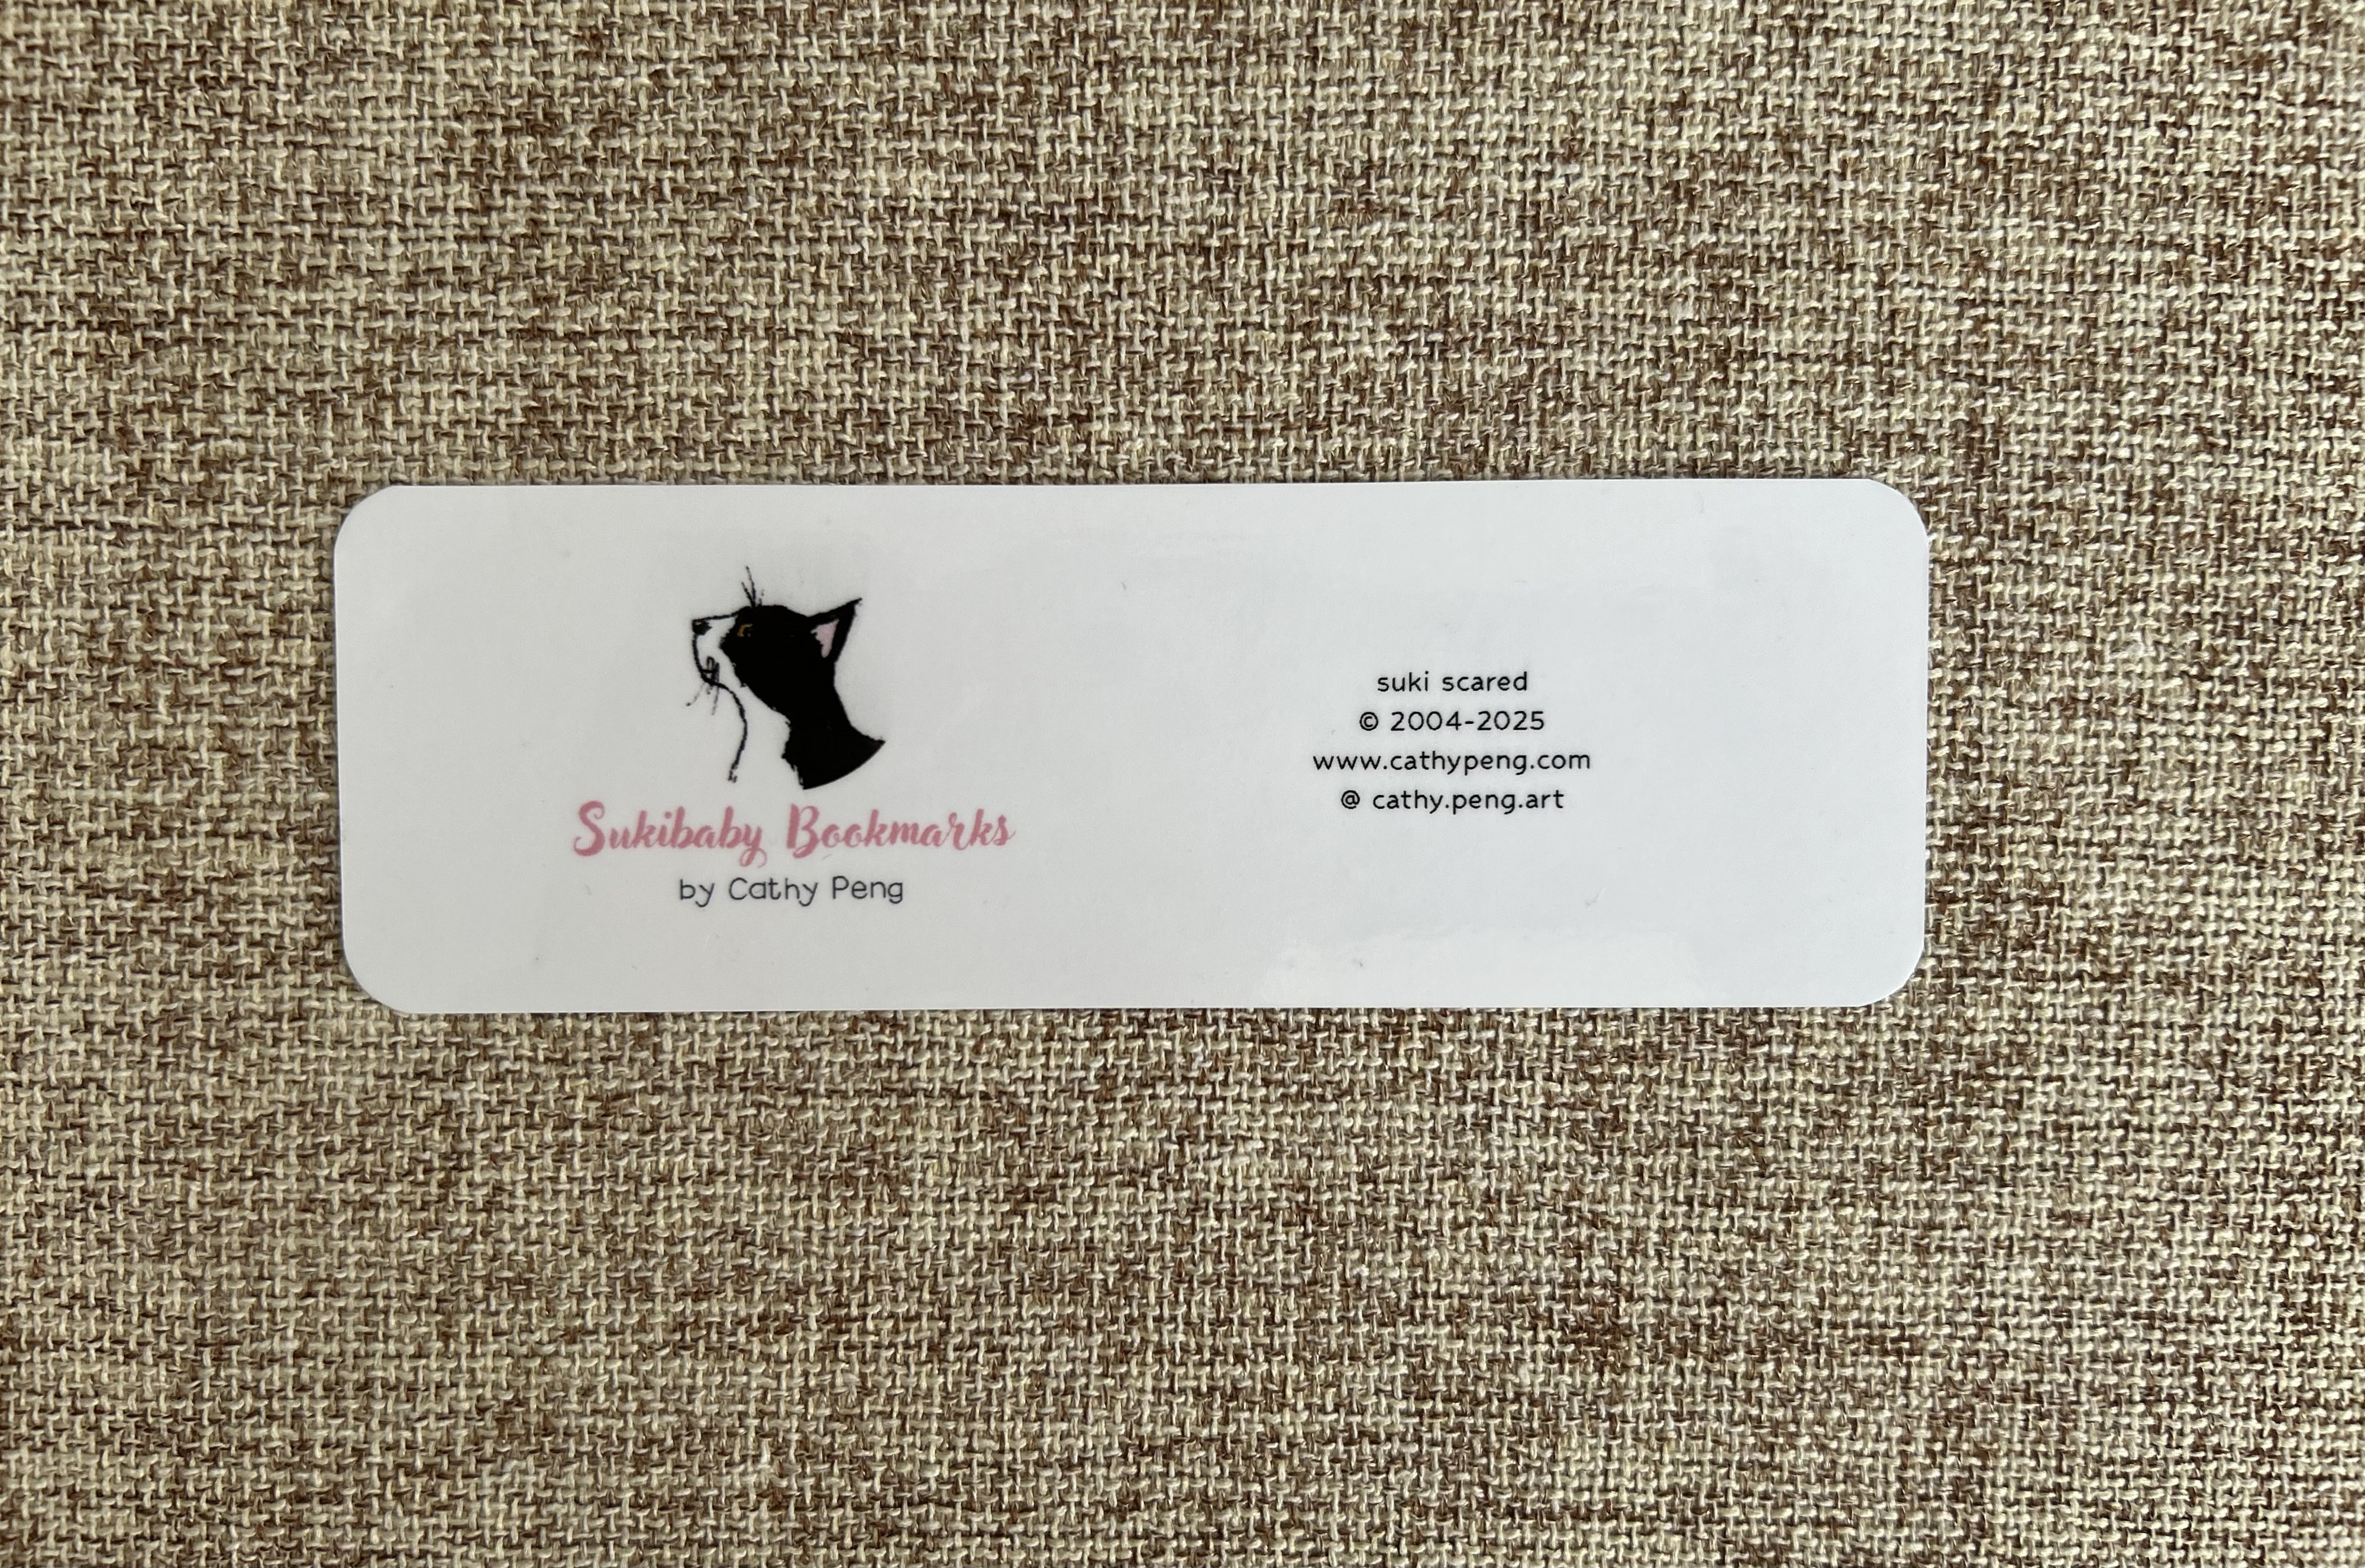 Sukibaby Bookmarks
by Cathy Peng
suki scared
© 2004-2025
www.cathypeng.com
@ cathy.peng.art